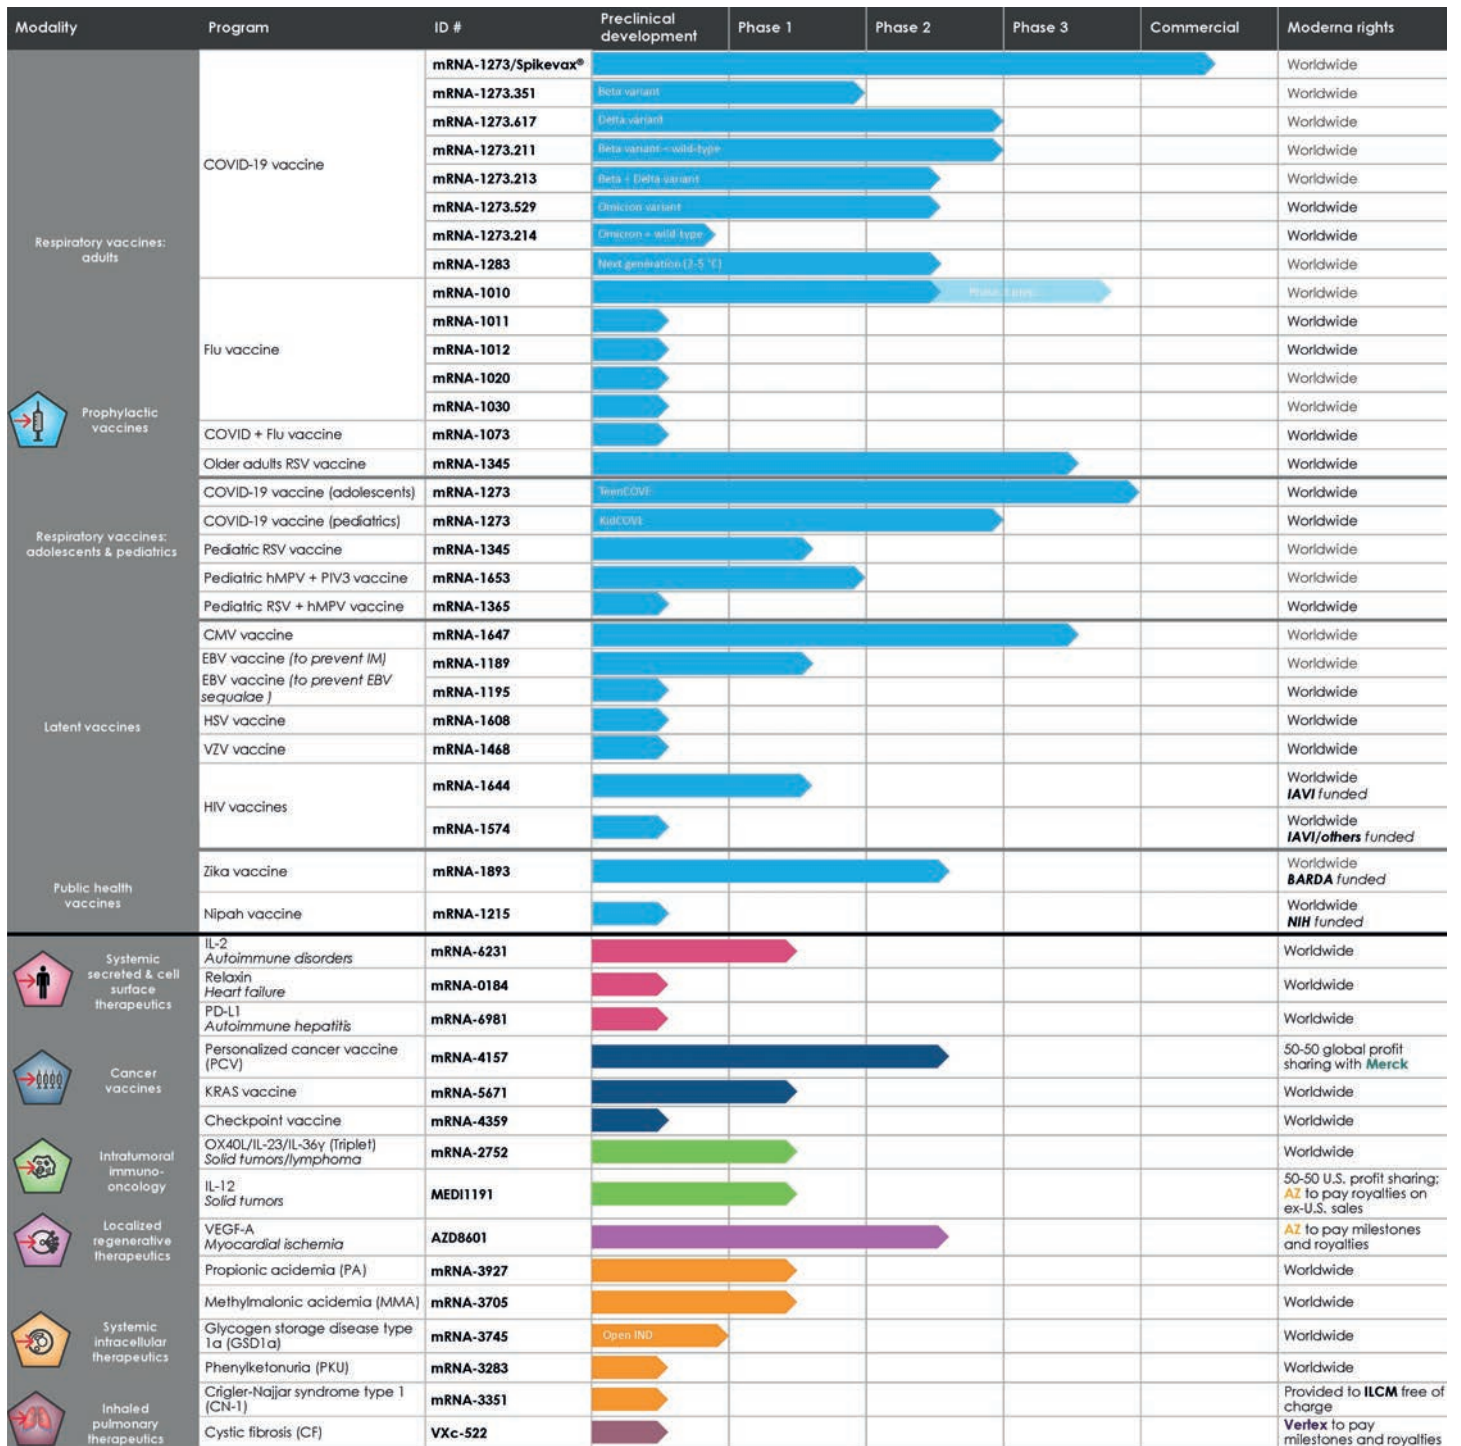 Modality Program ID # Preclinical development Phase 1 Phase 2 Phase 3 Commercial Moderna rights
Respiratory vaccines: adults
COVID-19 vaccine
mRNA-1273/Spikevax® Worldwide
mRNA-1273.351 Beta variant Worldwide
mRNA-1273.617 Delta variant Worldwide
mRNA-1273.211 Beta variant + wild-type Worldwide
mRNA-1273.213 Beta + Delta variant Worldwide
mRNA-1273.529 Omicron variant Worldwide
mRNA-1273.214 Omicron + wild-type Worldwide
mRNA-1283 Next generation (2-5 °C) Worldwide
Flu vaccine
mRNA-1010 Phase Worldwide
mRNA-1011 Worldwide
mRNA-1012 Worldwide
mRNA-1020 Worldwide
mRNA-1030 Worldwide
Prophylactic vaccines
COVID + Flu vaccine mRNA-1073 Worldwide
Older adults RSV vaccine mRNA-1345 Worldwide
Respiratory vaccines: adolescents & pediatrics
COVID-19 vaccine (adolescents) mRNA-1273 TeenCOVE Worldwide
COVID-19 vaccine (pediatrics) mRNA-1273 KidCOVE Worldwide
Pediatric RSV vaccine mRNA-1345 Worldwide
Pediatric hMPV + PIV3 vaccine mRNA-1653 Worldwide
Pediatric RSV + hMPV vaccine mRNA-1365 Worldwide
Latent vaccines
CMV vaccine mRNA-1647 Worldwide
EBV vaccine (to prevent IM) mRNA-1189 Worldwide
EBV vaccine (to prevent EBV sequalae ) mRNA-1195 Worldwide
HSV vaccine mRNA-1608 Worldwide
VZV vaccine mRNA-1468 Worldwide
HIV vaccines
mRNA-1644 Worldwide IAVI funded
mRNA-1574 Worldwide IAVI/others funded
Public health vaccines
Zika vaccine mRNA-1893 Worldwide BARDA funded
Nipah vaccine mRNA-1215 Worldwide NIH funded
Systemic secreted & cell surface therapeutics
IL-2 Autoimmune disorders mRNA-6231 Worldwide
Relaxin Heart failure mRNA-0184 Worldwide
PD-L1 Autoimmune hepatitis mRNA-6981 Worldwide
Cancer vaccines
Personalized cancer vaccine (PCV) mRNA-4157 50-50 global profit sharing with Merck
KRAS vaccine mRNA-5671 Worldwide
Checkpoint vaccine mRNA-4359 Worldwide
Intratumoral immuno-oncology
OX40L/IL-23/IL-36γ (Triplet) Solid tumors/lymphoma mRNA-2752 Worldwide
IL-12 Solid tumors MEDI1191 50-50 U.S. profit sharing; AZ to pay royalties on ex-U.S. sales
Localized regenerative therapeutics
VEGF-A Myocardial ischemia AZD8601 AZ to pay milestones and royalties
Systemic intracellular therapeutics
Propionic acidemia (PA) mRNA-3927 Worldwide
Methylmalonic acidemia (MMA) mRNA-3705 Worldwide
Glycogen storage disease type 1a (GSD1a) mRNA-3745 Open IND Worldwide
Phenylketonuria (PKU) mRNA-3283 Worldwide
Crigler-Najjar syndrome type 1 (CN-1) mRNA-3351 Provided to ILCM free of charge
Inhaled pulmonary therapeutics
Cystic fibrosis (CF) VXc-522 Vertex to pay milestones and royalties